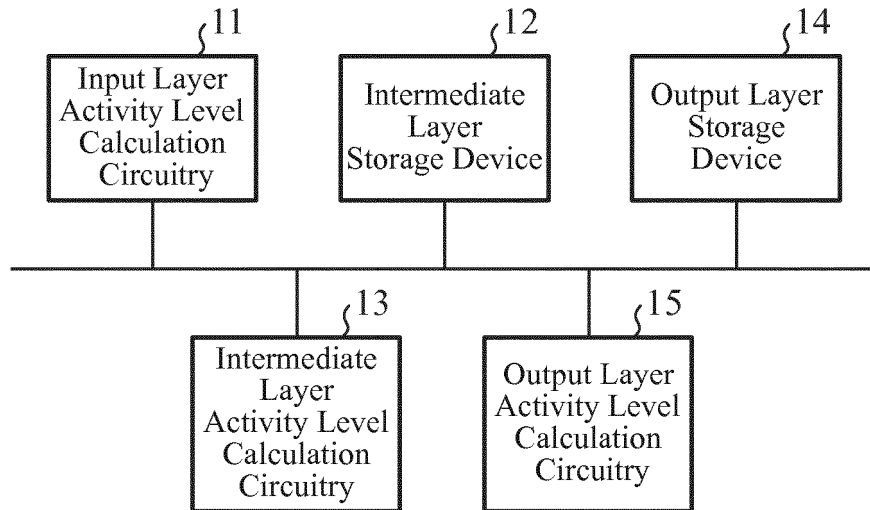 11
Input Layer
Activity Level
Calculation
Circuitry
12
Intermediate
Layer
Storage Device
14
Output Layer
Storage
Device
13
Intermediate
Layer
Activity Level
Calculation
Circuitry
15
Output Layer
Activity Level
Calculation
Circuitry